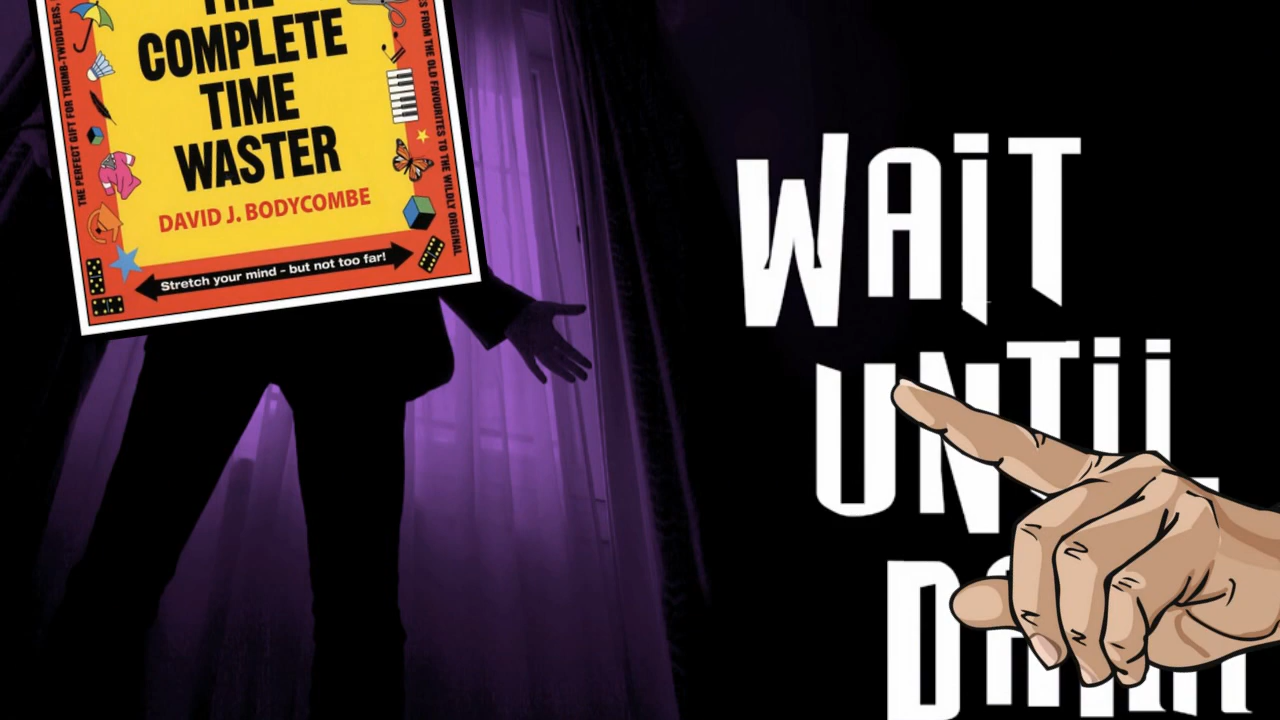 THE
COMPLETE
TIME
WASTER
DAVID J. BODYCOMBE
Stretch your mind – but not too far!
THE PERFECT GIFT FOR THUMB-TWIDDLERS,
FROM THE OLD FAVOURITES TO THE WILDLY ORIGINAL
WAIT
UNTIL